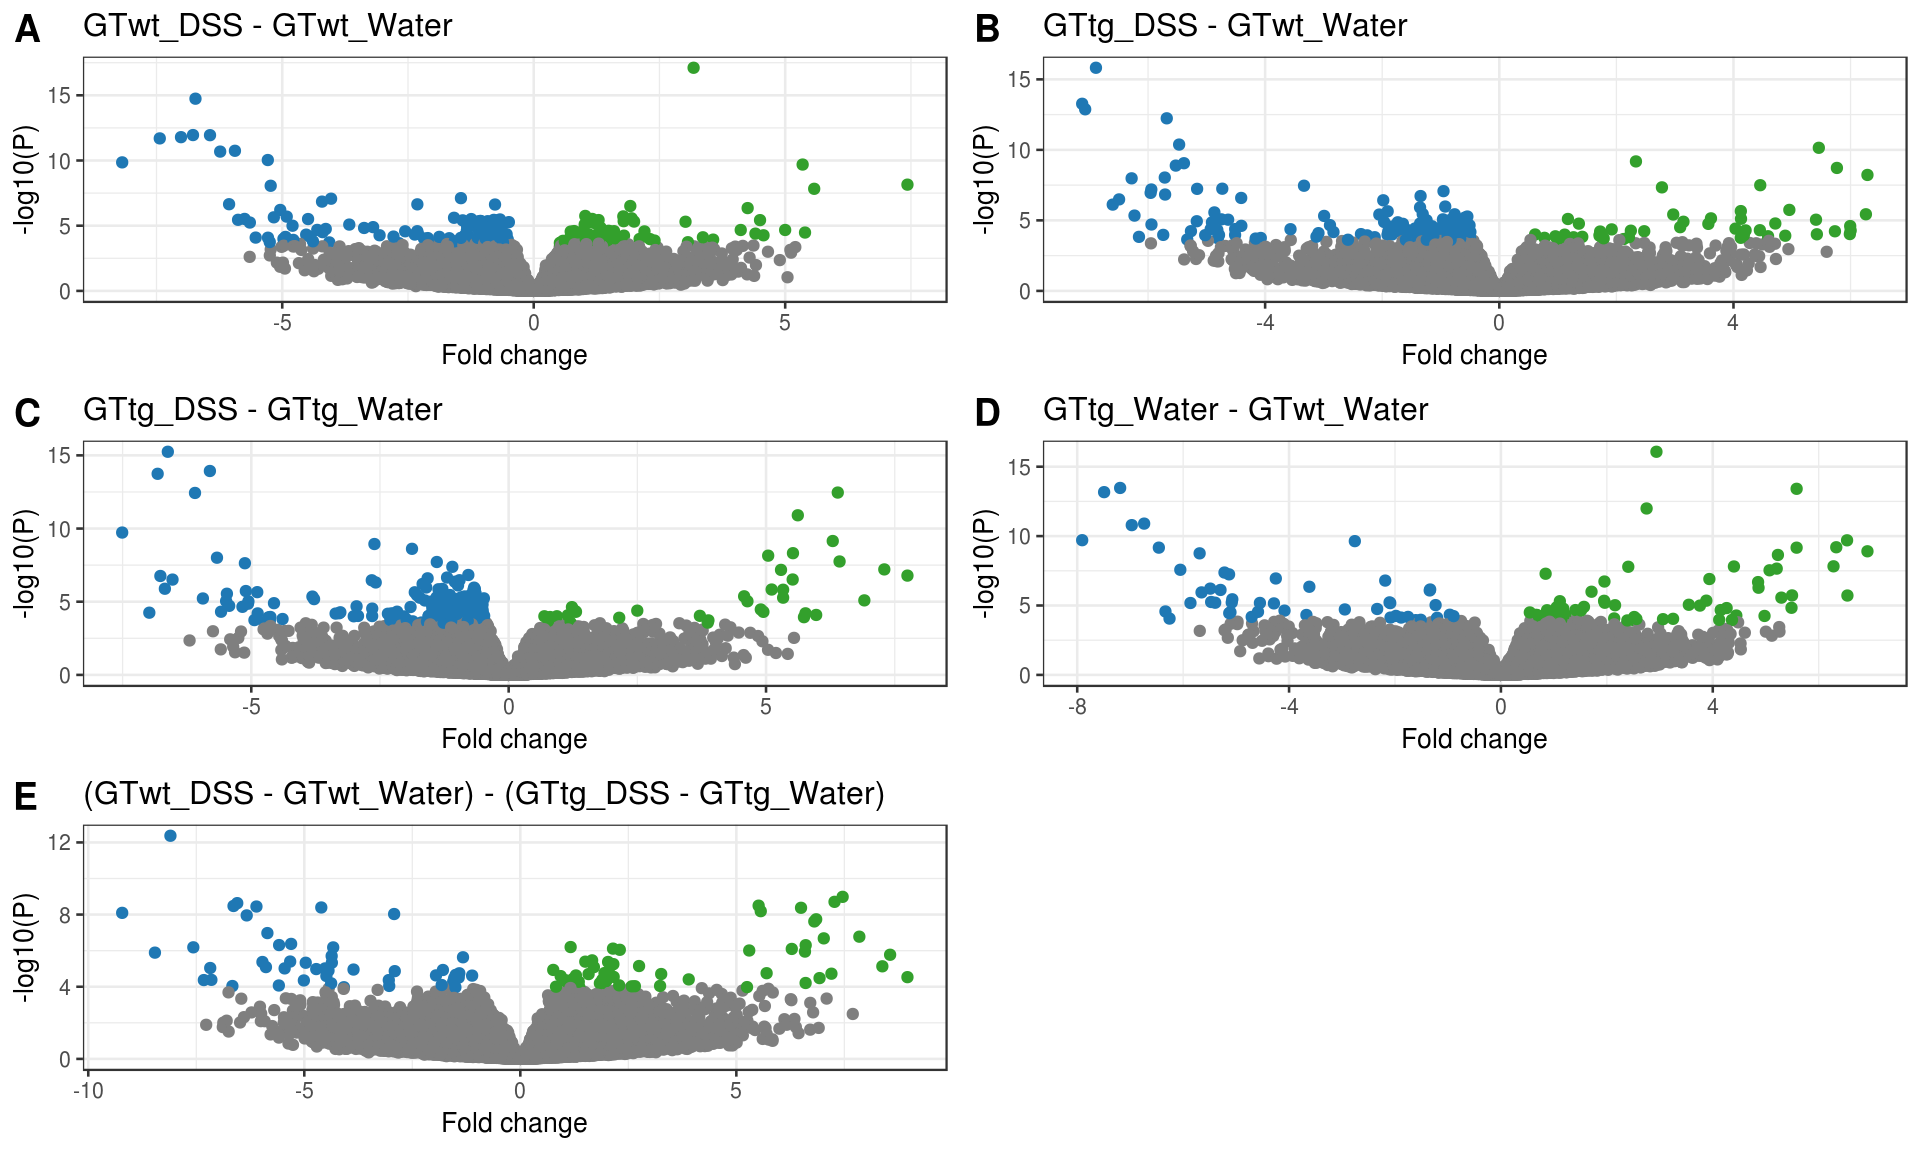 A GTwt_DSS - GTwt_Water
-log10(P)
15
10
5
0
-5 0 5
Fold change
B GTtg_DSS - GTwt_Water
-log10(P)
15
10
5
0
-4 0 4
Fold change
C GTtg_DSS - GTtg_Water
-log10(P)
15
10
5
0
-5 0 5
Fold change
D GTtg_Water - GTwt_Water
-log10(P)
15
10
5
0
-8 -4 0 4
Fold change
E (GTwt_DSS - GTwt_Water) - (GTtg_DSS - GTtg_Water)
-log10(P)
12
8
4
0
-10 -5 0 5
Fold change